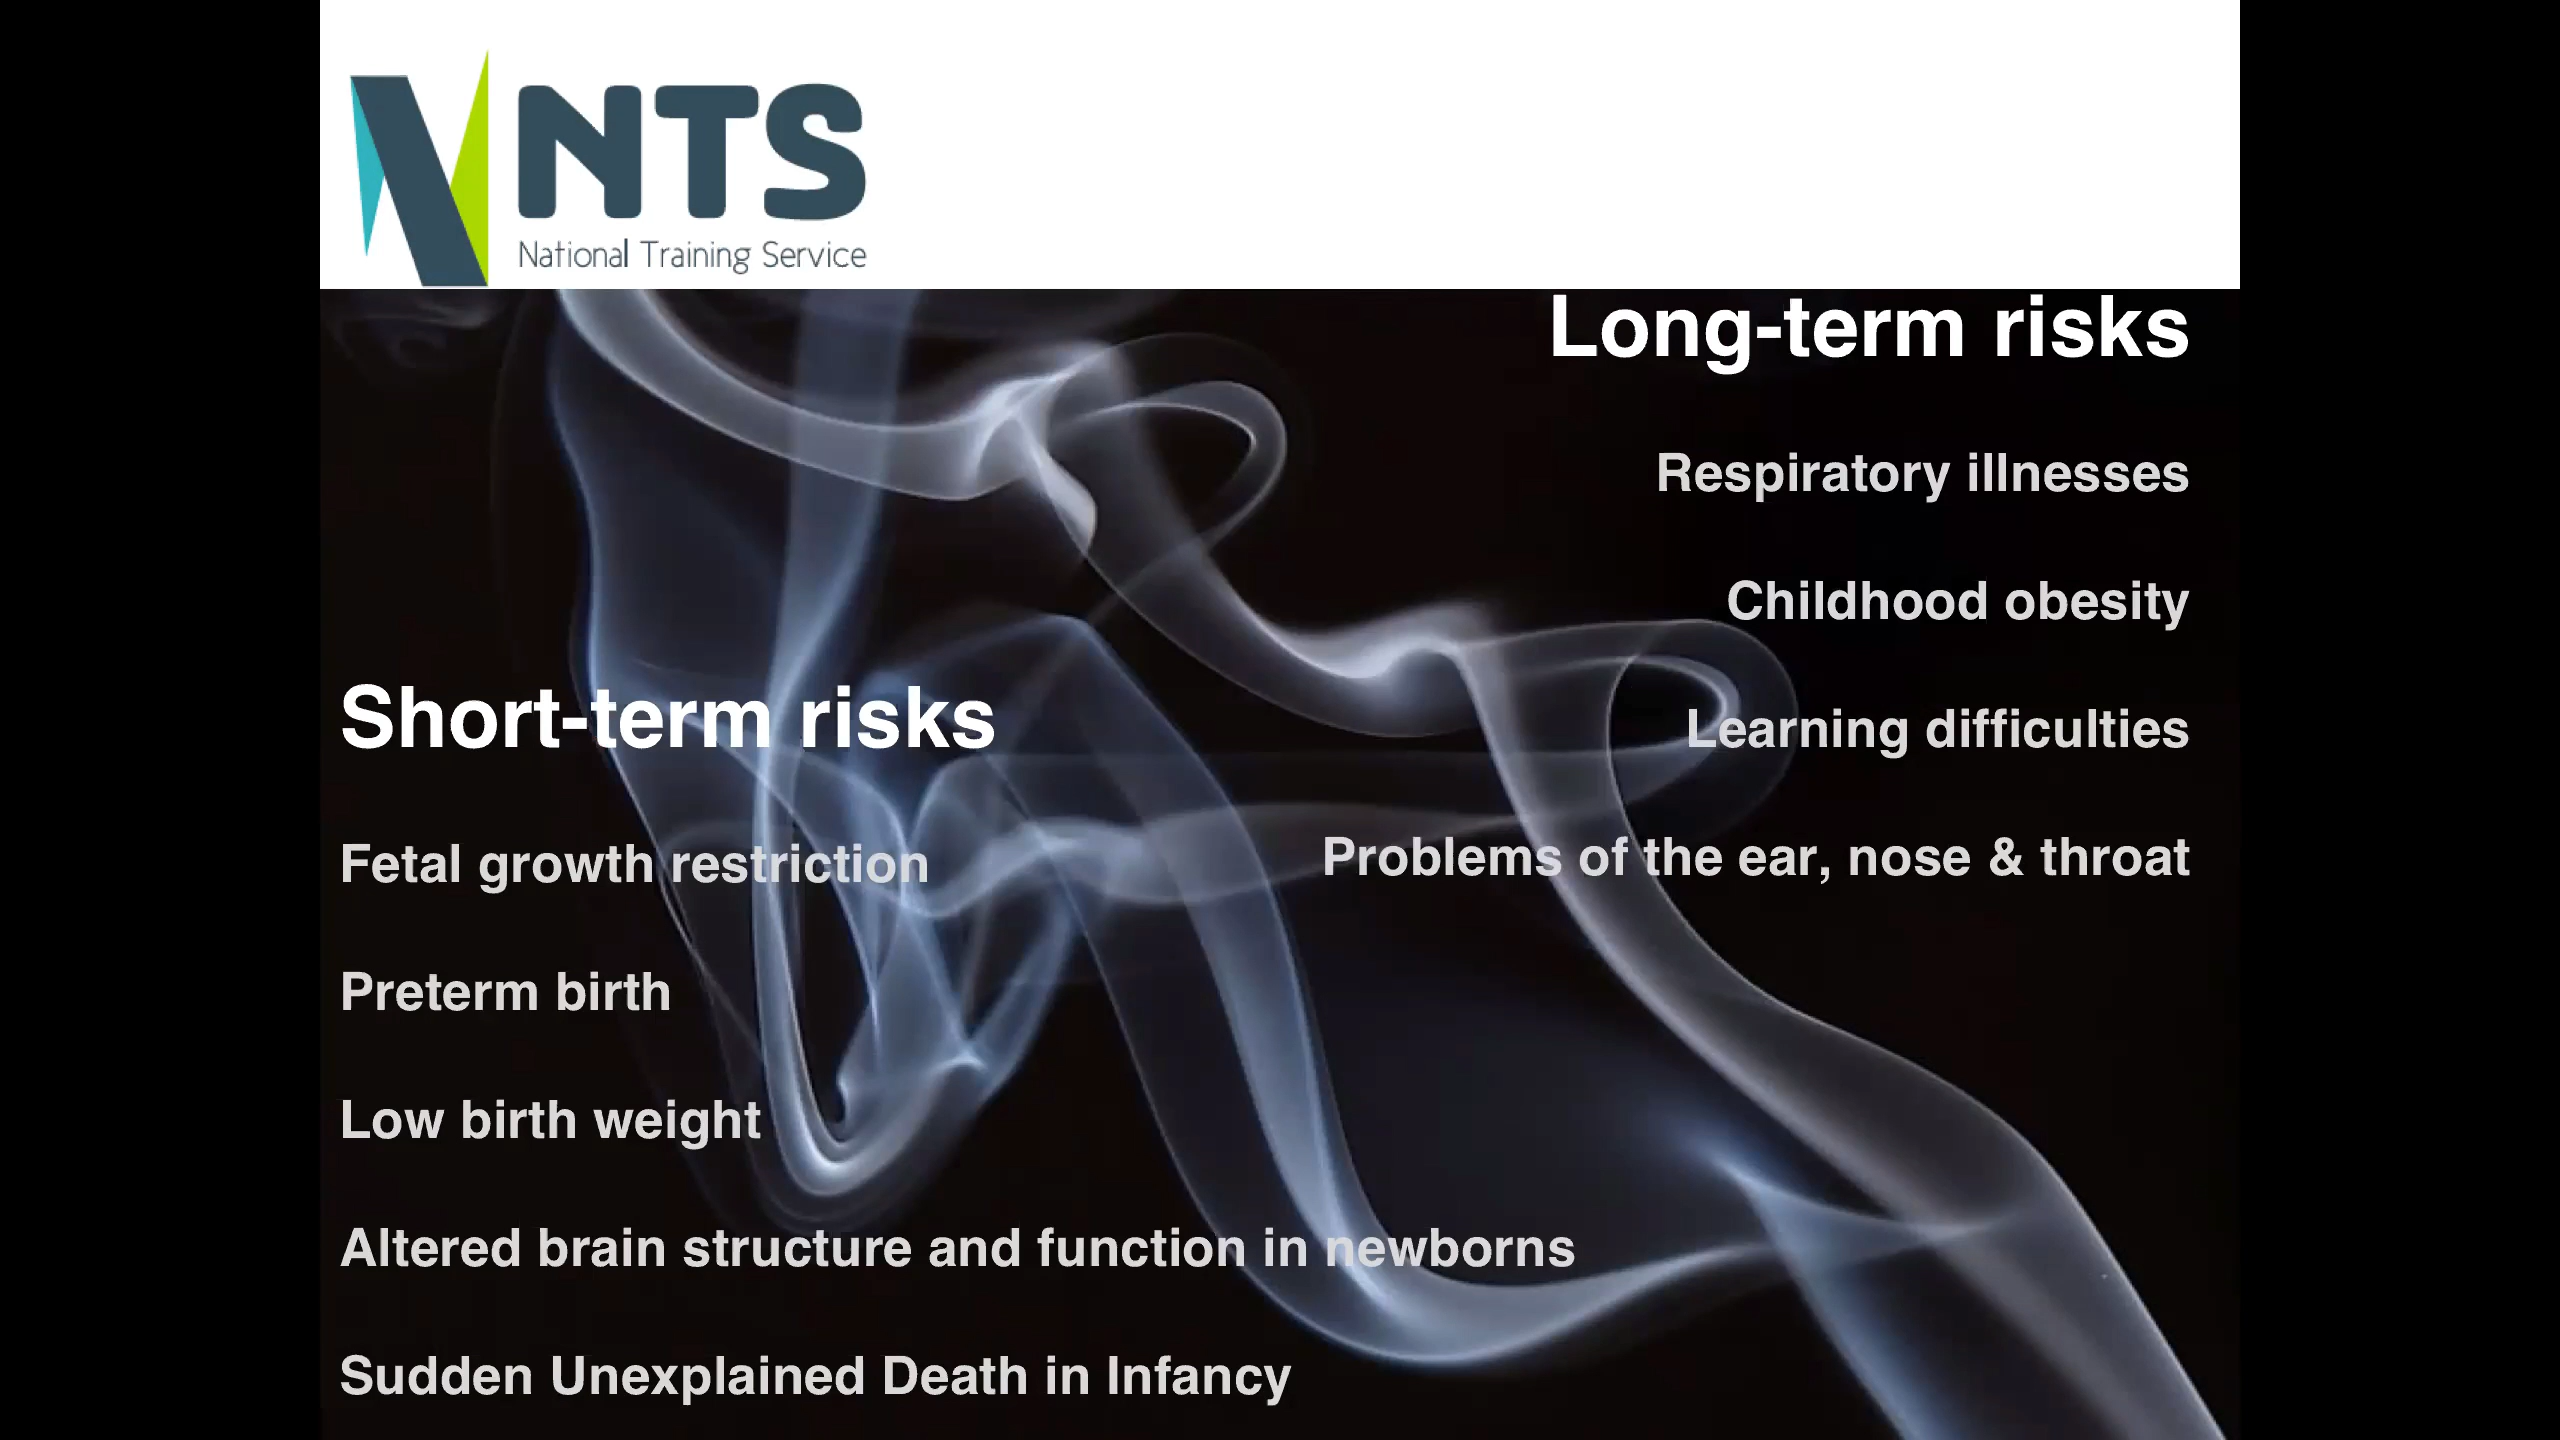 NTS
National Training Service
Long-term risks
Respiratory illnesses
Childhood obesity
Learning difficulties
Problems of the ear, nose & throat
Short-term risks
Fetal growth restriction
Preterm birth
Low birth weight
Altered brain structure and function in newborns
Sudden Unexplained Death in Infancy